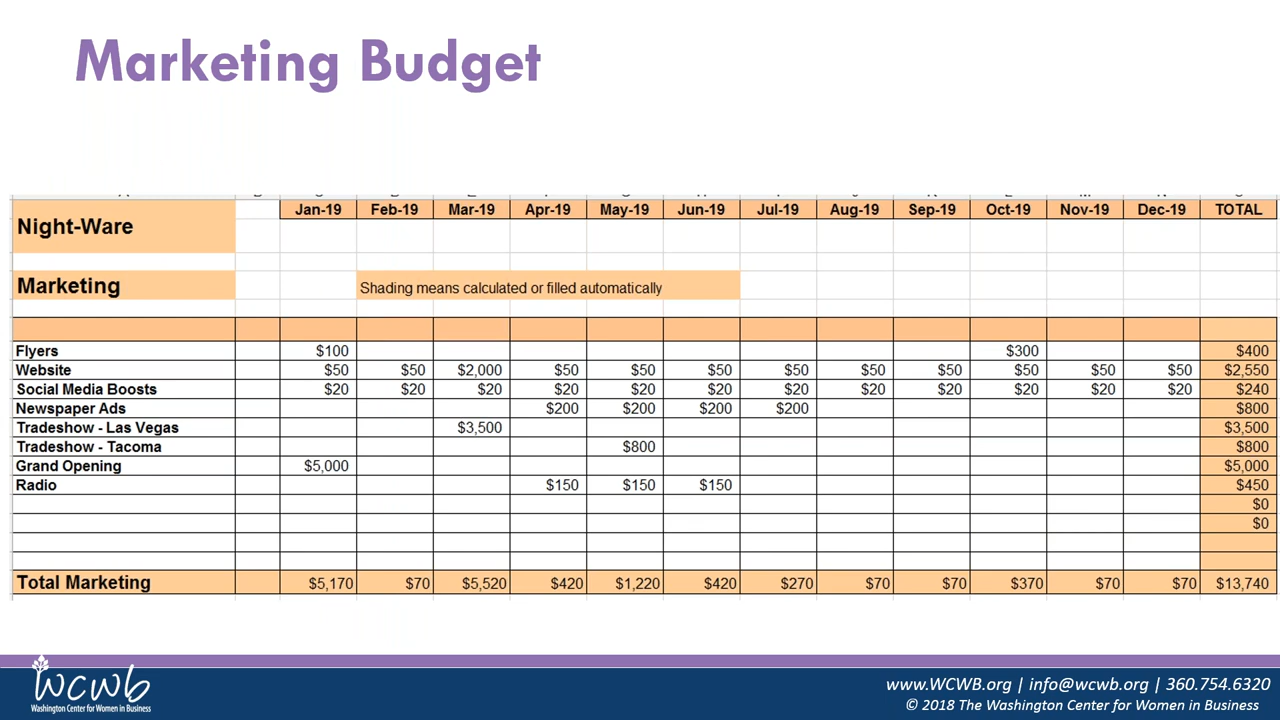 Marketing Budget
Jan-19 Feb-19 Mar-19 Apr-19 May-19 Jun-19 Jul-19 Aug-19 Sep-19 Oct-19 Nov-19 Dec-19 TOTAL
Night-Ware
Marketing Shading means calculated or filled automatically
Flyers $100 $300 $400
Website $50 $50 $2,000 $50 $50 $50 $50 $50 $50 $50 $50 $50 $2,550
Social Media Boosts $20 $20 $20 $20 $20 $20 $20 $20 $20 $20 $20 $20 $240
Newspaper Ads $200 $200 $200 $200 $800
Tradeshow - Las Vegas $3,500 $3,500
Tradeshow - Tacoma $800 $800
Grand Opening $5,000 $5,000
Radio $150 $150 $150 $450
$0
$0
Total Marketing $5,170 $70 $5,520 $420 $1,220 $420 $270 $70 $70 $370 $70 $70 $13,740
wcwb
Washington Center for Women in Business
www.WCWB.org | info@wcwb.org | 360.754.6320
© 2018 The Washington Center for Women in Business